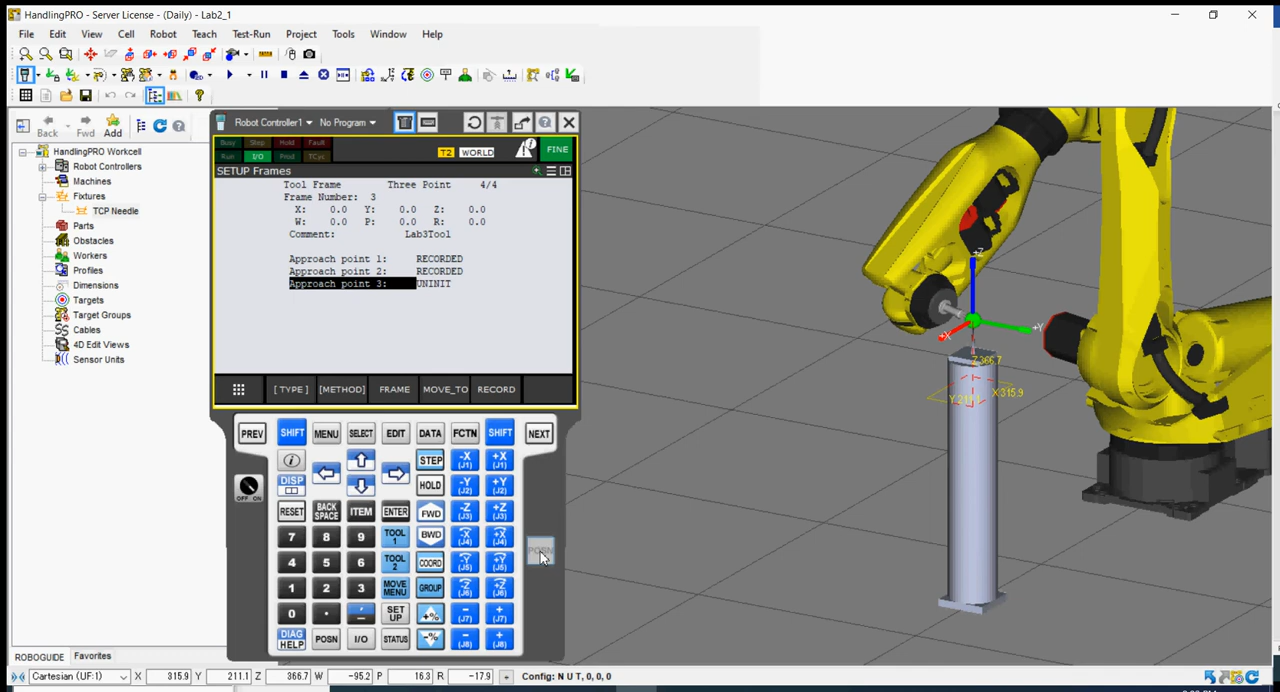 HandlingPRO - Server License - (Daily) - Lab2_1
File Edit View Cell Robot Teach Test-Run Project Tools Window Help
Back Fwd Add
HandlingPRO Workcell
Robot Controllers
Machines
Fixtures
TCP Needle
Parts
Obstacles
Workers
Profiles
Dimensions
Targets
Target Groups
Cables
4D Edit Views
Sensor Units
ROBOGUIDE Favorites
Robot Controller1 No Program
Busy Step Hold Fault
Run I/O Prod TCyc
T2 WORLD FINE
SETUP Frames
Tool Frame Three Point 4/4
Frame Number: 3
X: 0.0 Y: 0.0 Z: 0.0
W: 0.0 P: 0.0 R: 0.0
Comment: Lab3Tool
Approach point 1: RECORDED
Approach point 2: RECORDED
Approach point 3: UNINIT
[ TYPE ] [METHOD] FRAME MOVE_TO RECORD
PREV SHIFT MENU SELECT EDIT DATA FCTN SHIFT NEXT
i STEP -X (J1) +X (J1)
OFF ON DISP HOLD -Y (J2) +Y (J2)
RESET BACK SPACE ITEM ENTER FWD -Z (J3) +Z (J3)
7 8 9 TOOL 1 BWD -X (J4) +X (J4)
POSN
4 5 6 TOOL 2 COORD -Y (J5) +Y (J5)
1 2 3 MOVE MENU GROUP -Z (J6) +Z (J6)
0 . , – SET UP +% - (J7) + (J7)
DIAG HELP POSN I/O STATUS -% - (J8) + (J8)
+Z
+Y
+X
Z 366.7
X 315.9
Cartesian (UF:1) X 315.9 Y 211.1 Z 366.7 W -95.2 P 16.3 R -17.9 + Config: N U T, 0, 0, 0